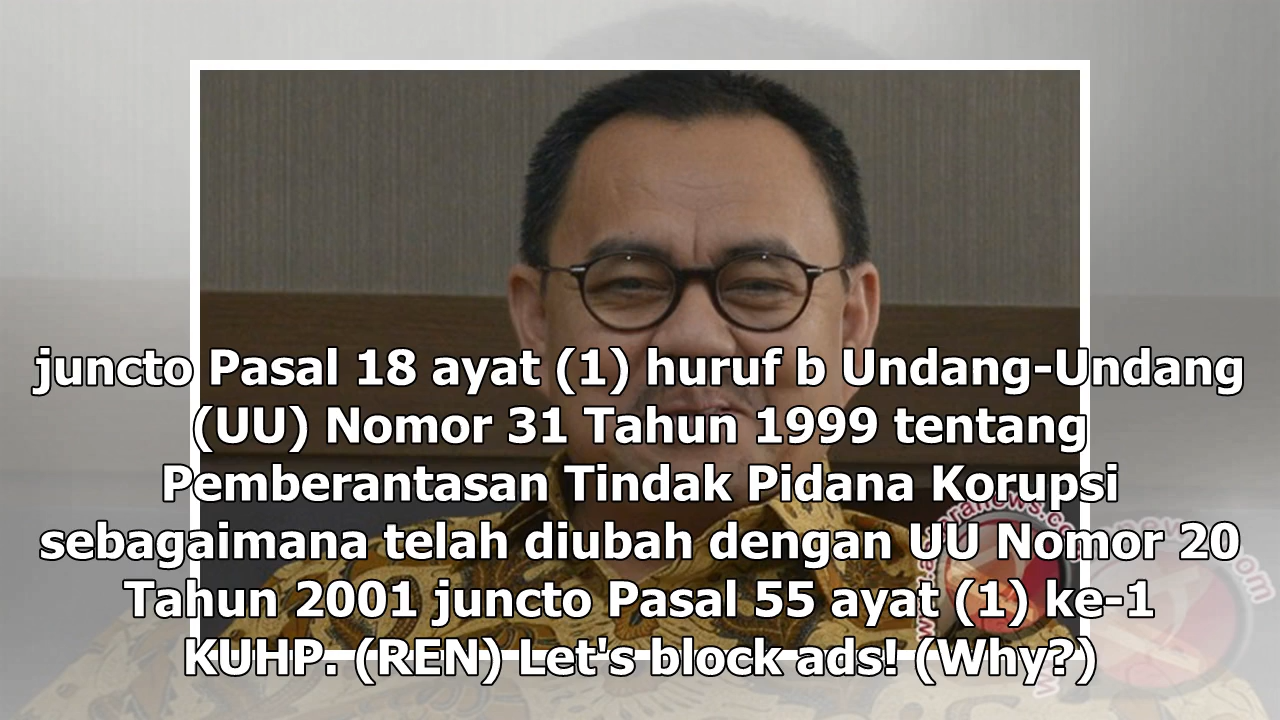 juncto Pasal 18 ayat (1) huruf b Undang-Undang
(UU) Nomor 31 Tahun 1999 tentang
Pemberantasan Tindak Pidana Korupsi
sebagaimana telah diubah dengan UU Nomor 20
Tahun 2001 juncto Pasal 55 ayat (1) ke-1
KUHP. (REN) Let's block ads! (Why?)